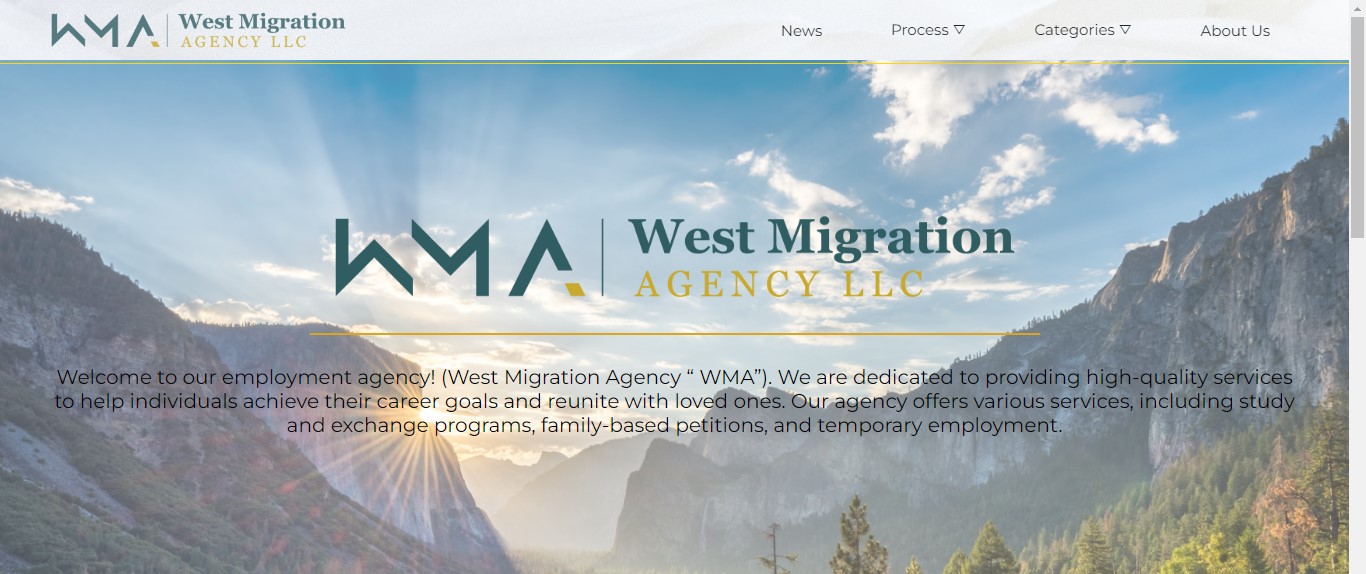 WMA
West Migration
AGENCY LLC
News
Process
Categories
About Us
WMA
West Migration
AGENCY LLC
Welcome to our employment agency! (West Migration Agency “ WMA”). We are dedicated to providing high-quality services
to help individuals achieve their career goals and reunite with loved ones. Our agency offers various services, including study
and exchange programs, family-based petitions, and temporary employment.